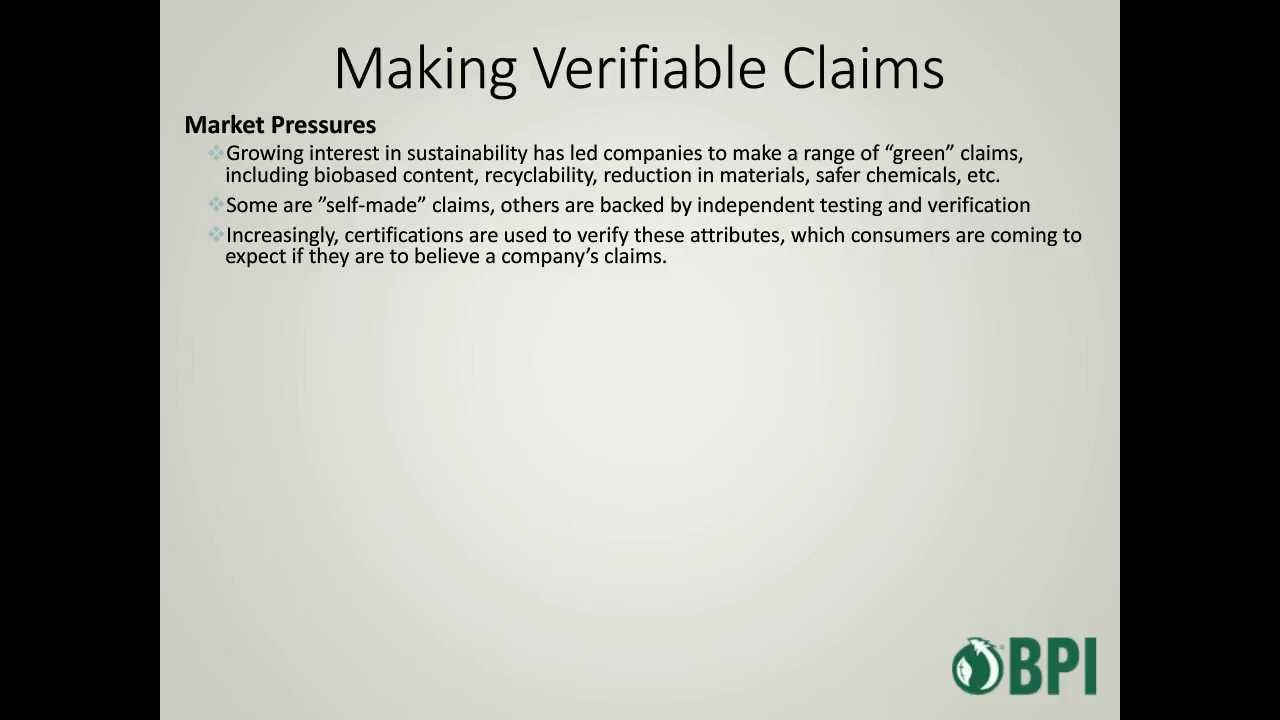 Making Verifiable Claims
Market Pressures
❖Growing interest in sustainability has led companies to make a range of “green” claims,
including biobased content, recyclability, reduction in materials, safer chemicals, etc.
❖Some are ”self-made” claims, others are backed by independent testing and verification
❖Increasingly, certifications are used to verify these attributes, which consumers are coming to
expect if they are to believe a company’s claims.
BPI